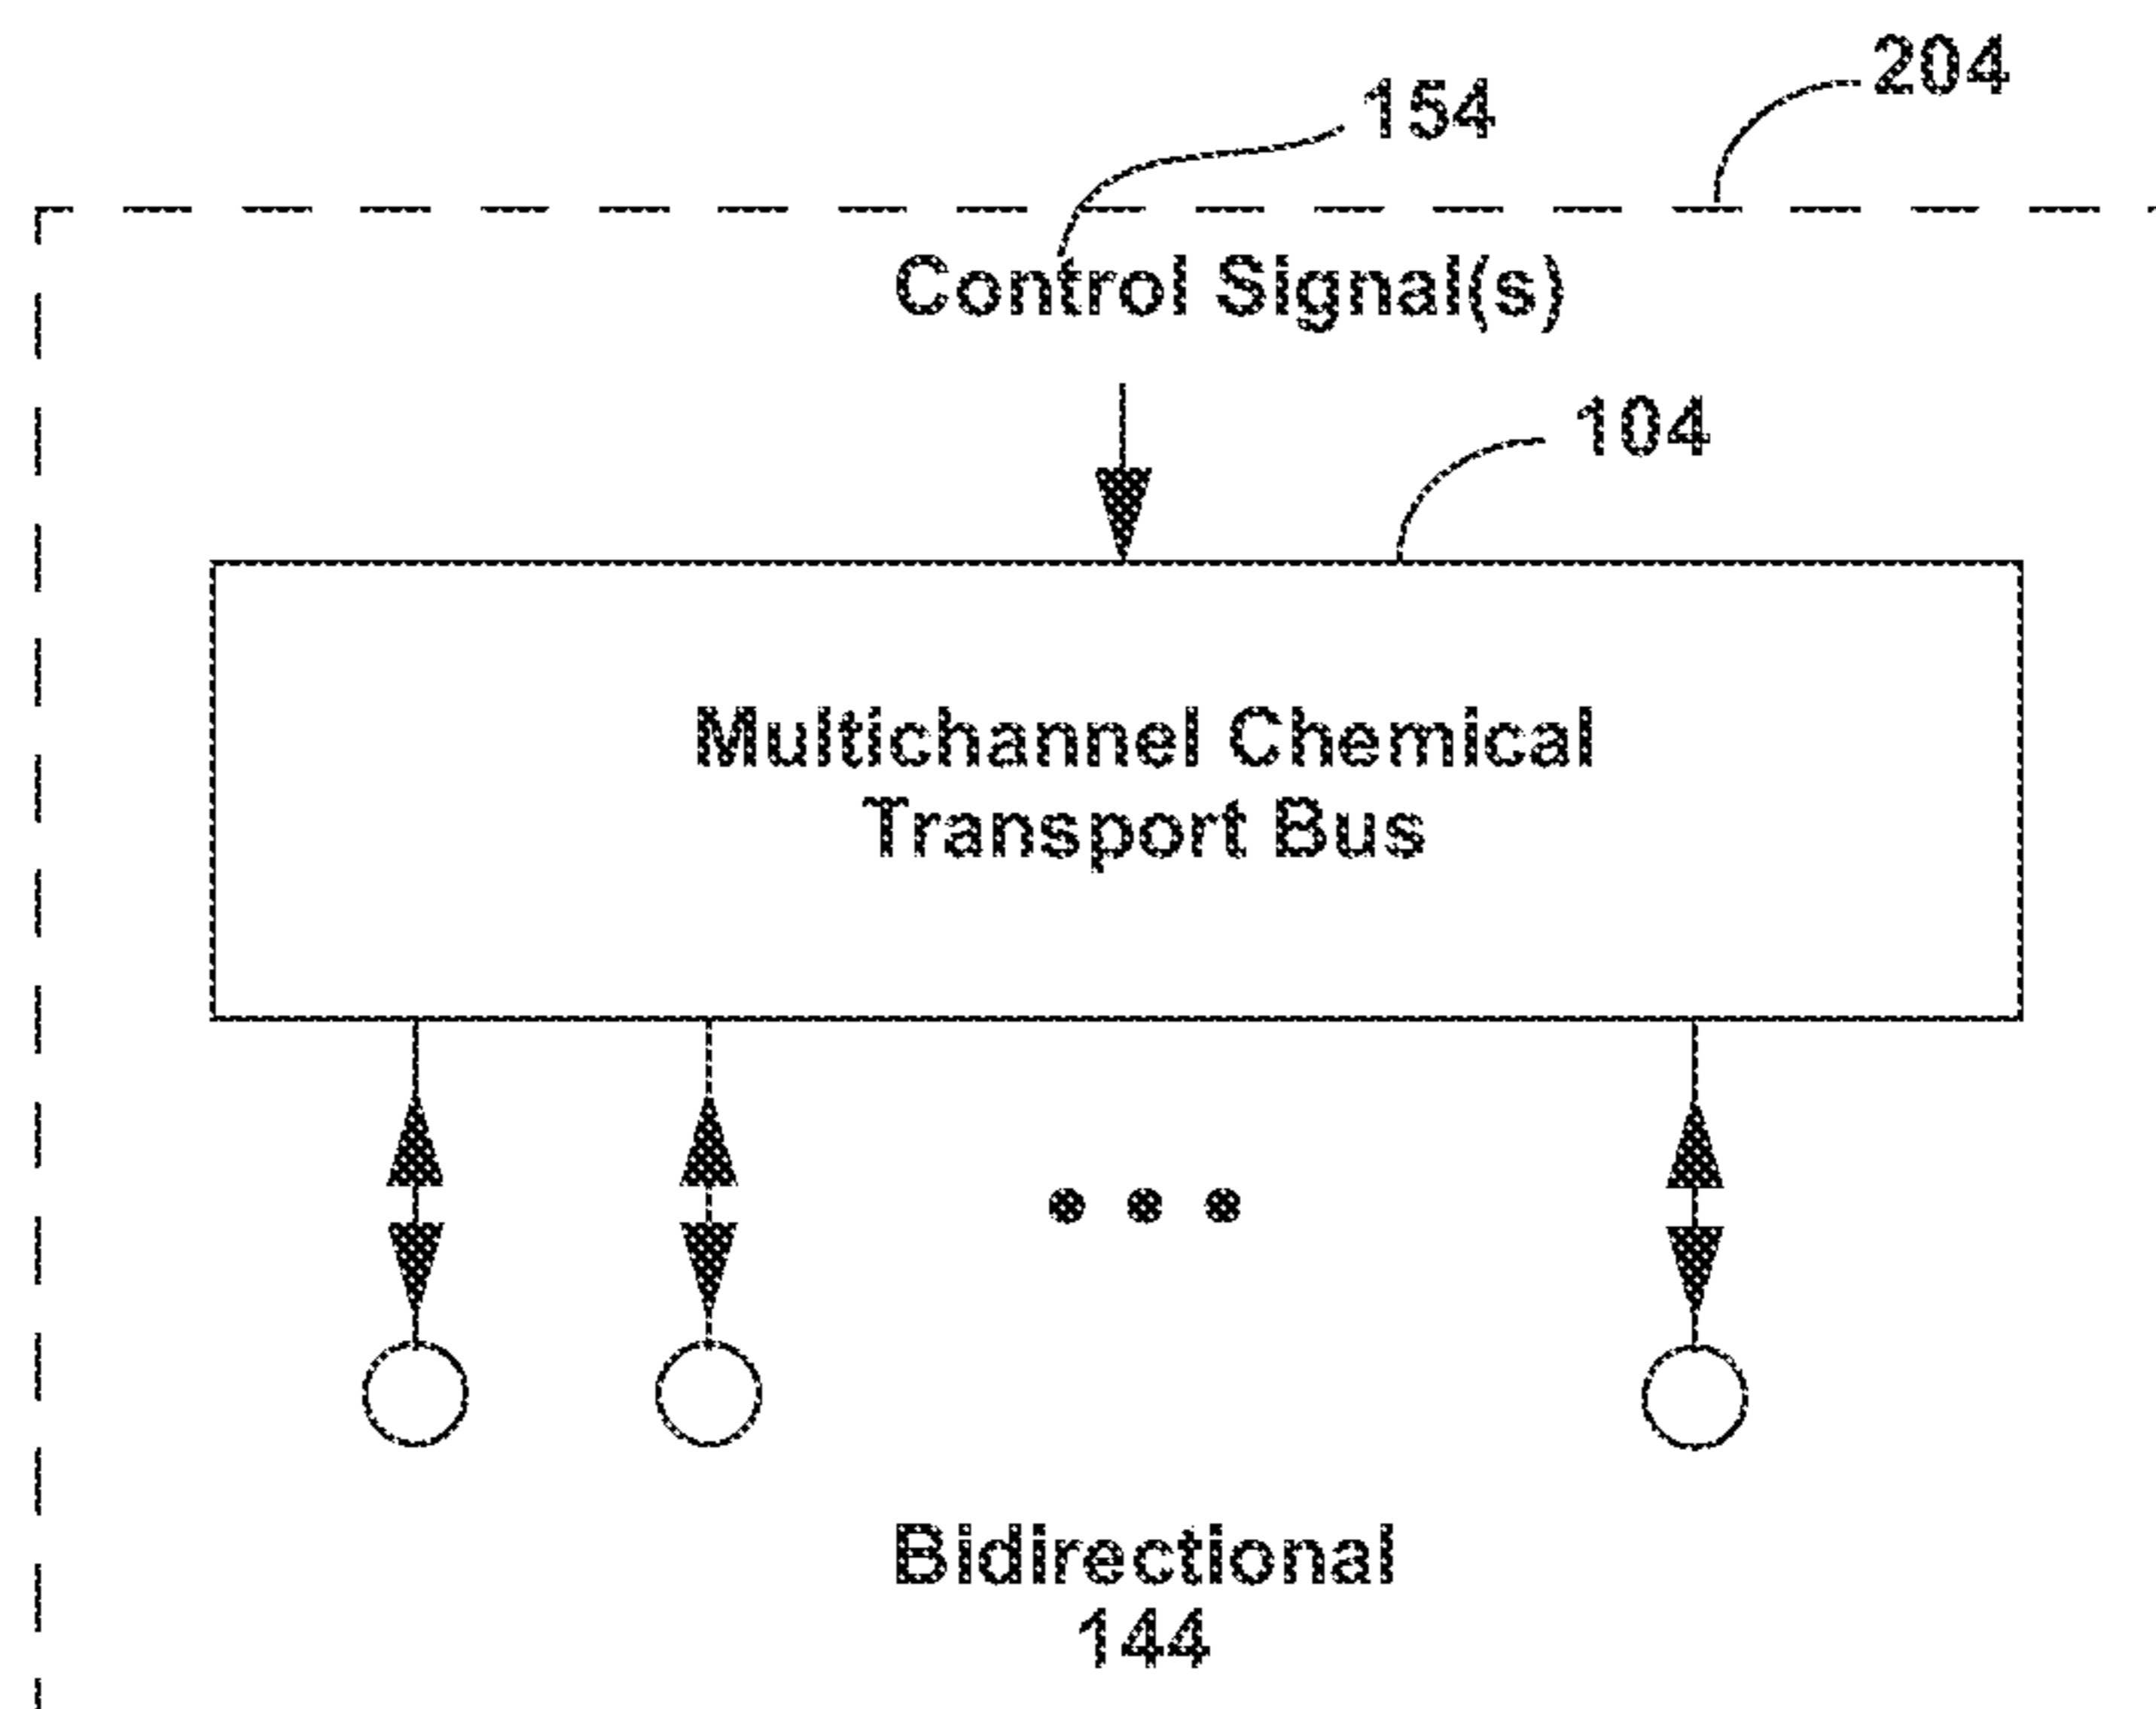 204
154
Control Signal(s)
104
Multichannel Chemical
Transport Bus
Bidirectional
144